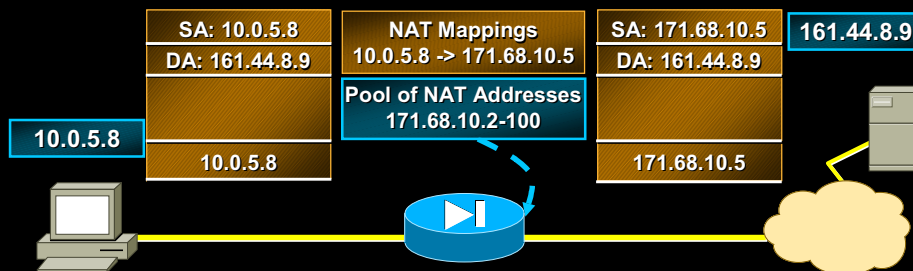 SA: 10.0.5.8
DA: 161.44.8.9
10.0.5.8
10.0.5.8
NAT Mappings
10.0.5.8 -> 171.68.10.5
Pool of NAT Addresses
171.68.10.2-100
SA: 171.68.10.5
DA: 161.44.8.9
171.68.10.5
161.44.8.9